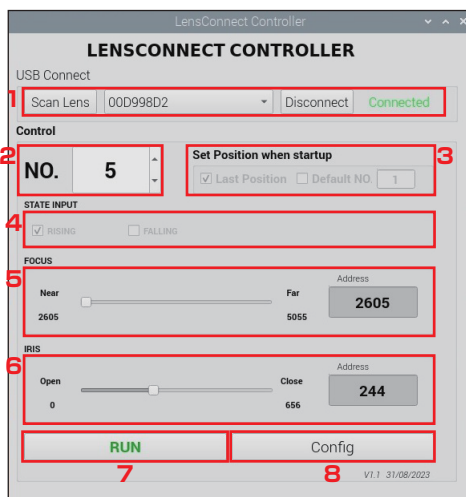 LensConnect Controller
LENSCONNECT CONTROLLER
USB Connect
1 Scan Lens 00D998D2 Disconnect Connected
Control
2 NO. 5
Set Position when startup 3
Last Position Default NO. 1
STATE INPUT
4 RISING FALLING
FOCUS
5 Near Far Address
2605 5055 2605
IRIS
6 Open Close Address
0 656 244
RUN Config
7 8 V1.1 31/08/2023